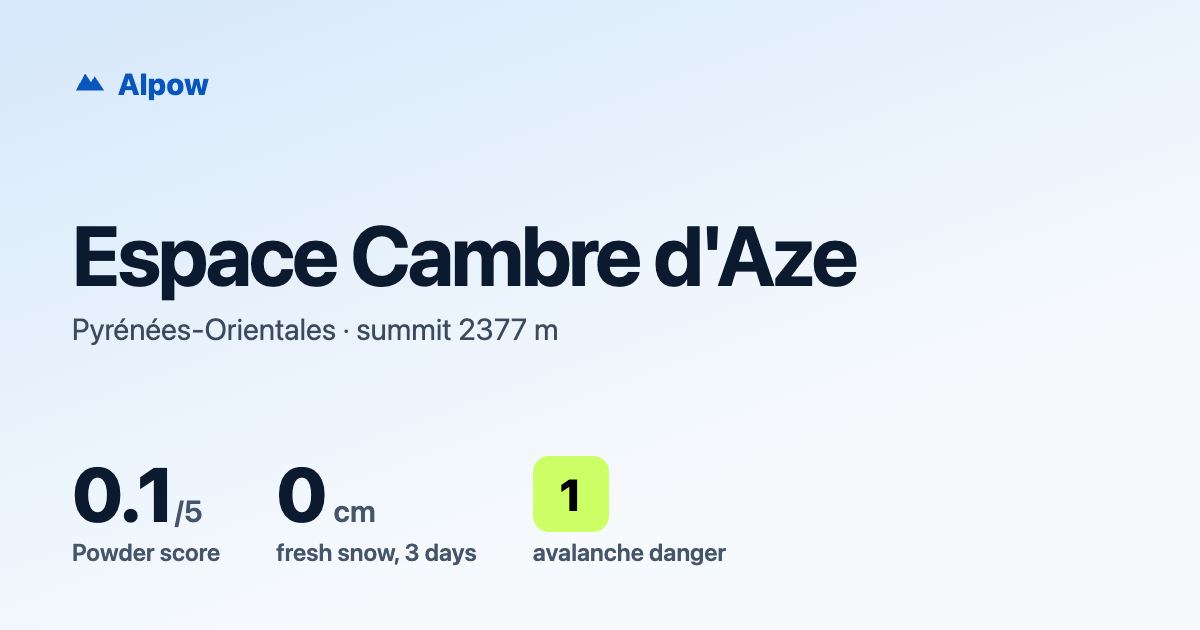 Alpow
Espace Cambre d'Aze
Pyrénées-Orientales · summit 2377 m
0.1/5 0 cm 1
Powder score fresh snow, 3 days avalanche danger